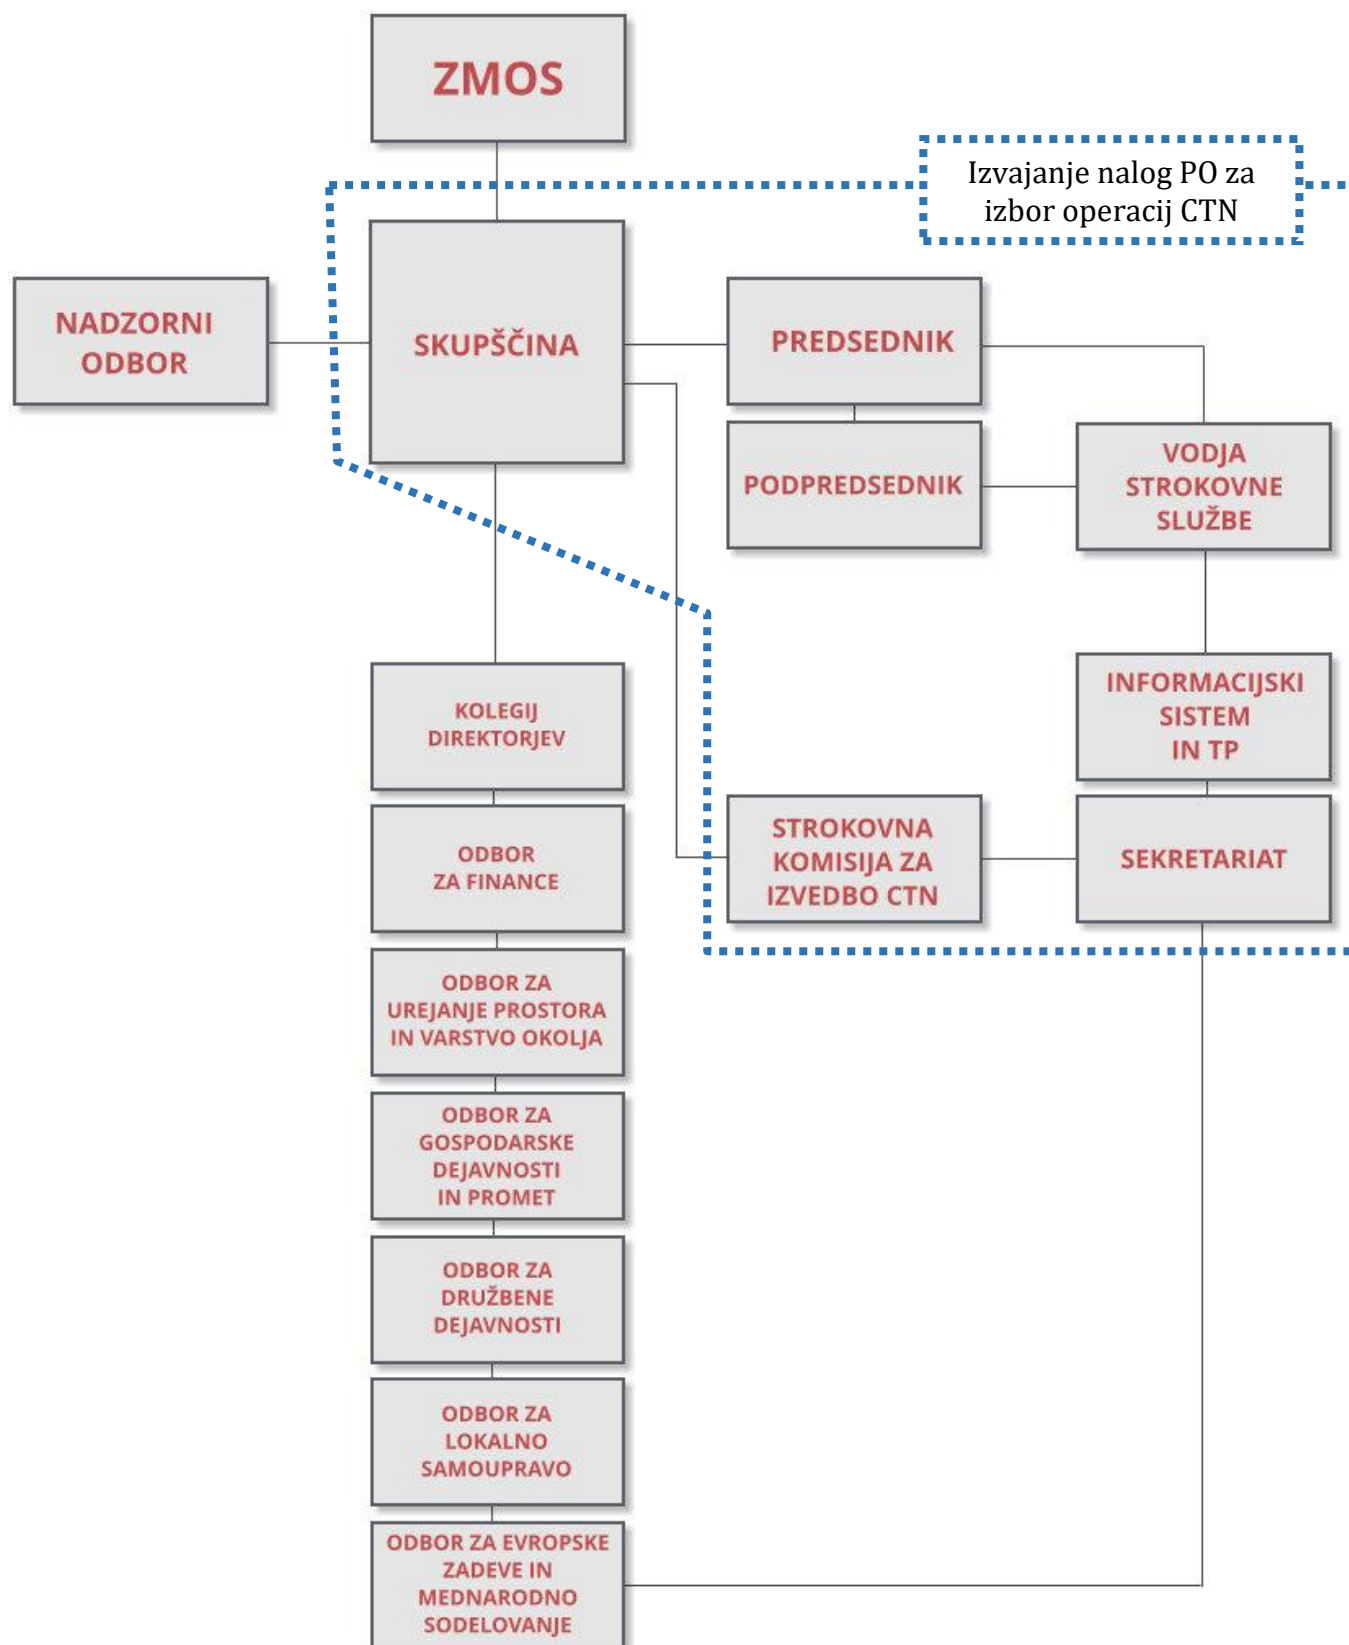 ZMOS
Izvajanje nalog PO za
izbor operacij CTN
NADZORNI
ODBOR
SKUPŠČINA
PREDSEDNIK
PODPREDSEDNIK
VODJA
STROKOVNE
SLUŽBE
INFORMACIJSKI
SISTEM
IN TP
KOLEGIJ
DIREKTORJEV
STROKOVNA
KOMISIJA ZA
IZVEDBO CTN
SEKRETARIAT
ODBOR
ZA FINANCE
ODBOR ZA
UREJANJE PROSTORA
IN VARSTVO OKOLJA
ODBOR ZA
GOSPODARSKE
DEJAVNOSTI
IN PROMET
ODBOR ZA
DRUŽBENE
DEJAVNOSTI
ODBOR ZA
LOKALNO
SAMOUPRAVO
ODBOR ZA EVROPSKE
ZADEVE IN
MEDNARODNO
SODELOVANJE